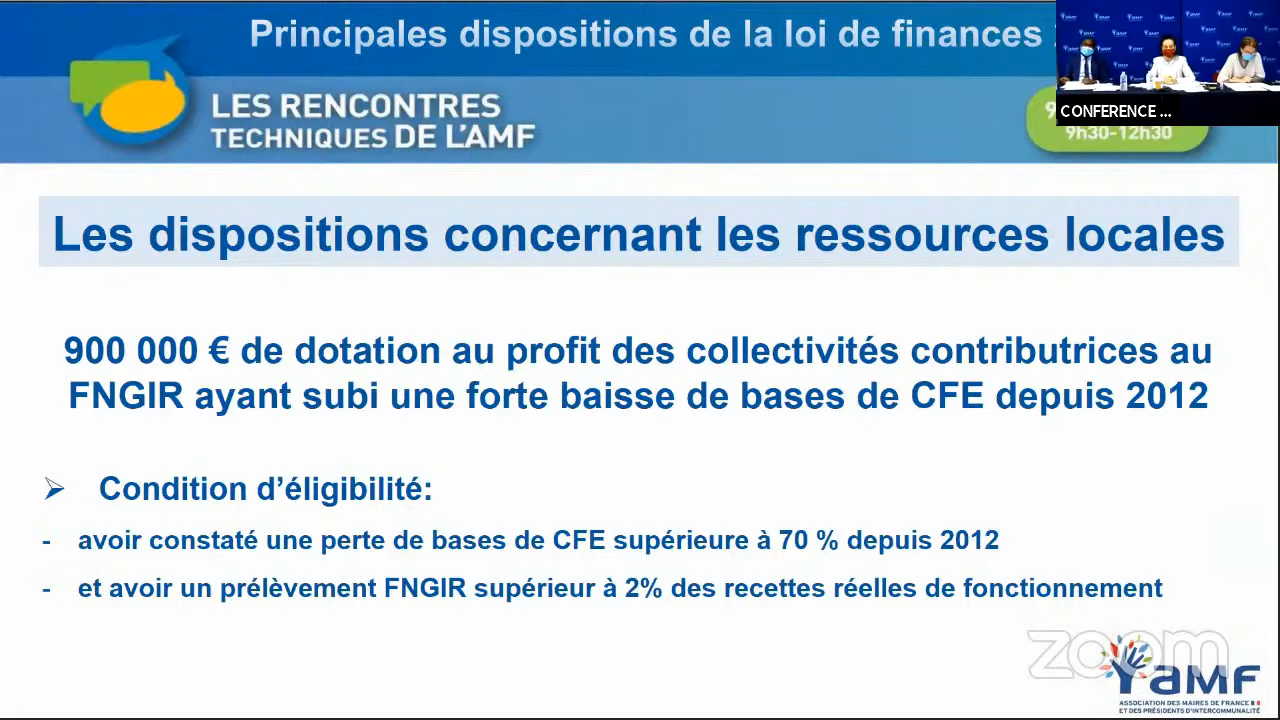 Principales dispositions de la loi de finances
LES RENCONTRES
TECHNIQUES DE L'AMF
CONFERENCE ...
9h30-12h30
Les dispositions concernant les ressources locales
900 000 € de dotation au profit des collectivités contributrices au
FNGIR ayant subi une forte baisse de bases de CFE depuis 2012
➢ Condition d'éligibilité:
- avoir constaté une perte de bases de CFE supérieure à 70 % depuis 2012
- et avoir un prélèvement FNGIR supérieur à 2% des recettes réelles de fonctionnement
zoom
AMF
ASSOCIATION DES MAIRES DE FRANCE
ET DES PRÉSIDENTS D'INTERCOMMUNALITÉ